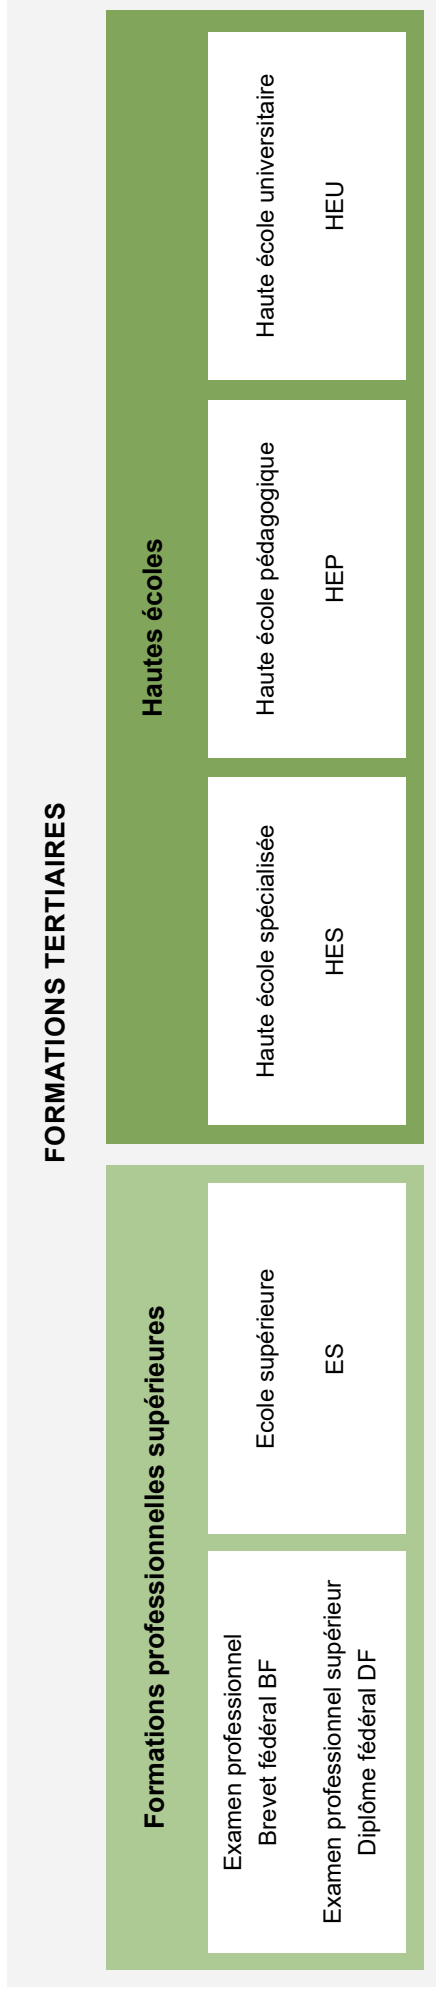 FORMATIONS TERTIAIRES
Formations professionnelles supérieures
Examen professionnel
Brevet fédéral BF
Examen professionnel supérieur
Diplôme fédéral DF
Ecole supérieure
ES
Hautes écoles
Haute école spécialisée
HES
Haute école pédagogique
HEP
Haute école universitaire
HEU